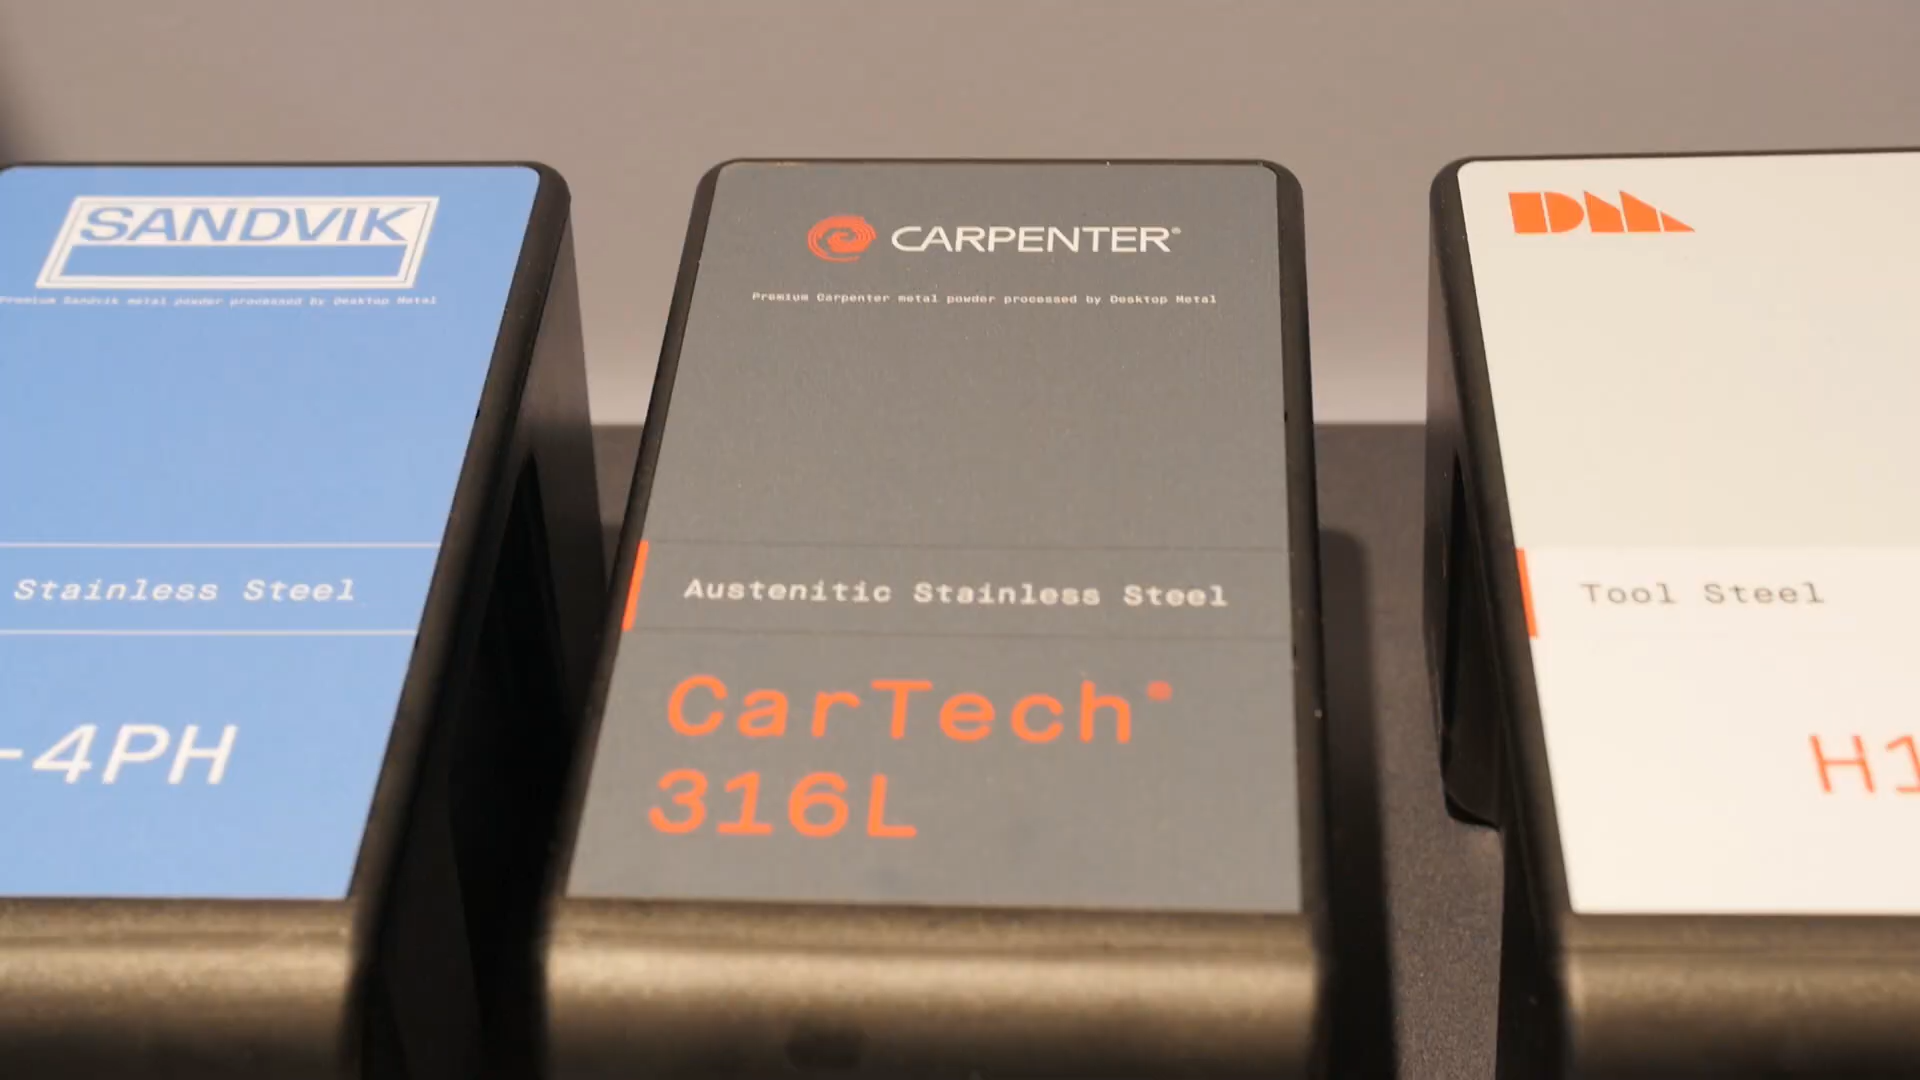 SANDVIK
Premium Sandvik metal powder processed by Desktop Metal
Stainless Steel
-4PH
CARPENTER®
Premium Carpenter metal powder processed by Desktop Metal
Austenitic Stainless Steel
CarTech®
316L
DM
Tool Steel
H1